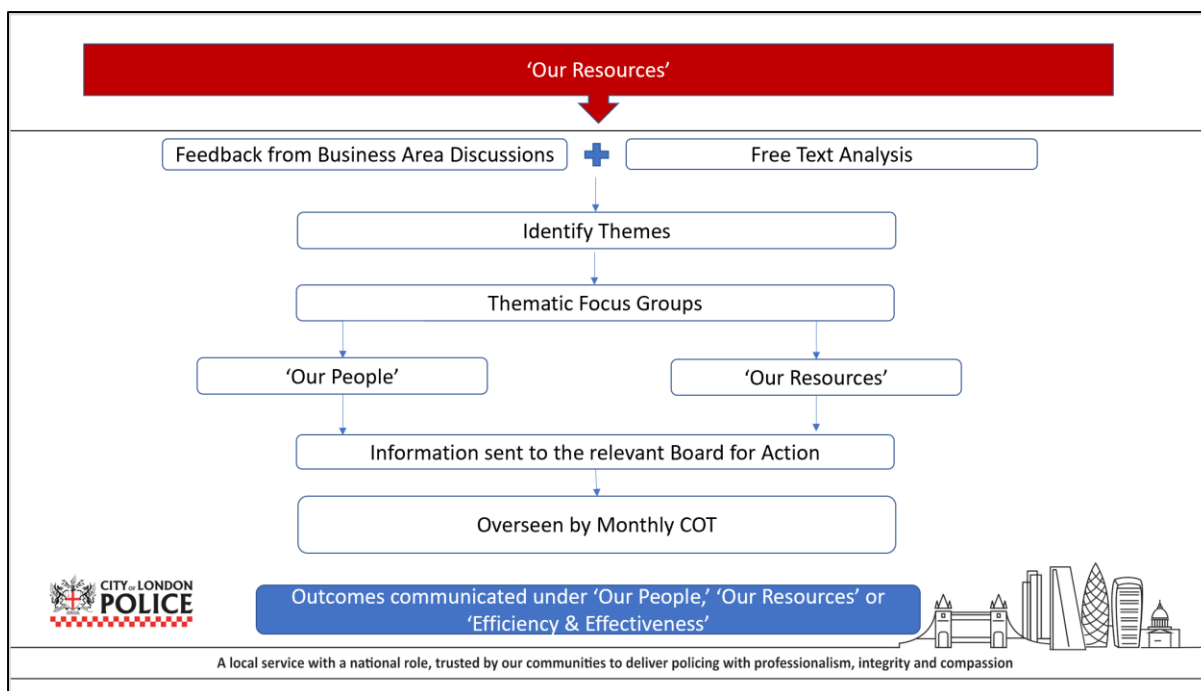 ‘Our Resources’
Feedback from Business Area Discussions
Free Text Analysis
Identify Themes
Thematic Focus Groups
‘Our People’
‘Our Resources’
Information sent to the relevant Board for Action
Overseen by Monthly COT
CITY OF LONDON
POLICE
Outcomes communicated under ‘Our People,’ ‘Our Resources’ or
‘Efficiency & Effectiveness’
A local service with a national role, trusted by our communities to deliver policing with professionalism, integrity and compassion